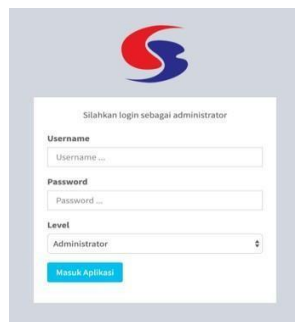 Silahkan login sebagai administrator
Username
Username ...
Password
Password ...
Level
Administrator
Masuk Aplikasi